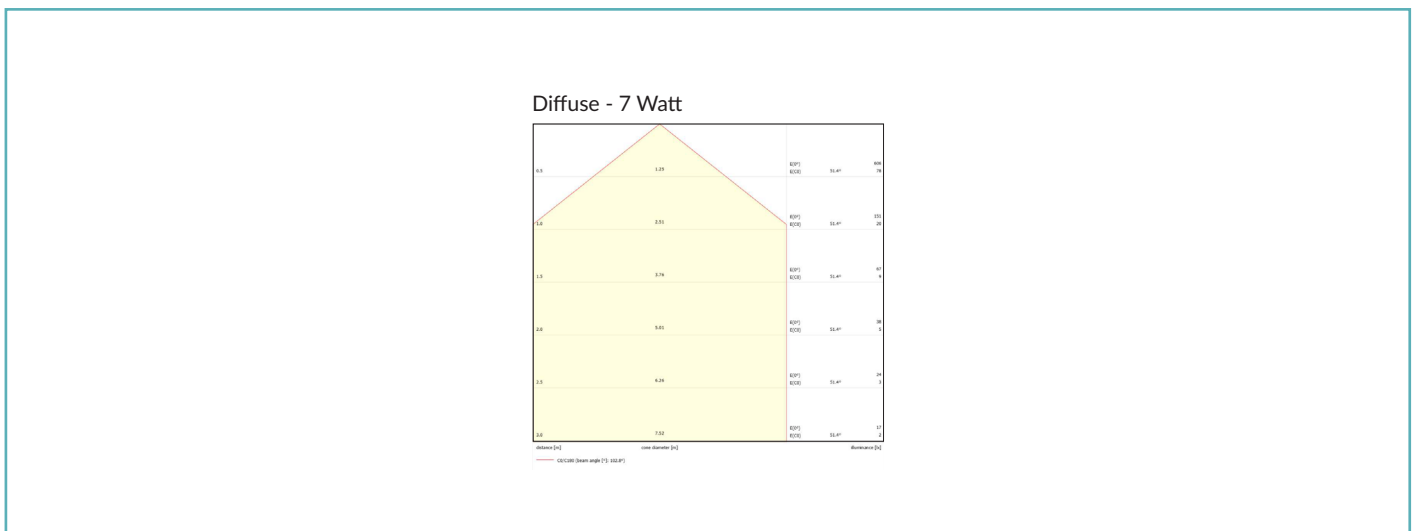 Diffuse - 7 Watt
E(0°)
0.5 1.25 E(C0) 51.4° 78
E(0°) 151
1.0 2.51 E(C0) 51.4° 20
E(0°) 67
1.5 3.76 E(C0) 51.4° 9
E(0°) 38
2.0 5.01 E(C0) 51.4° 5
E(0°) 24
2.5 6.26 E(C0) 51.4° 3
E(0°) 17
3.0 7.52 E(C0) 51.4° 2
distance [m] cone diameter [m] illuminance [lx]
C0/C180 (beam angle [°]: 102.8°)